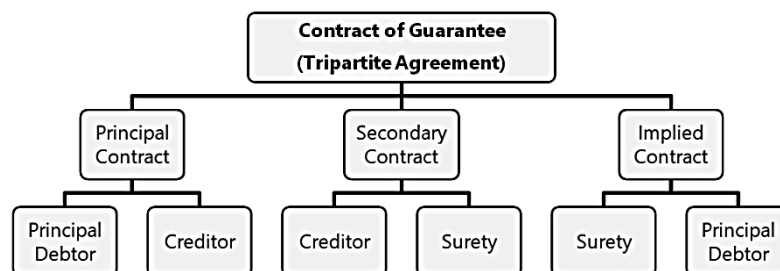 Contract of Guarantee
(Tripartite Agreement)
Principal
Contract
Secondary
Contract
Implied
Contract
Principal
Debtor
Creditor
Creditor
Surety
Surety
Principal
Debtor